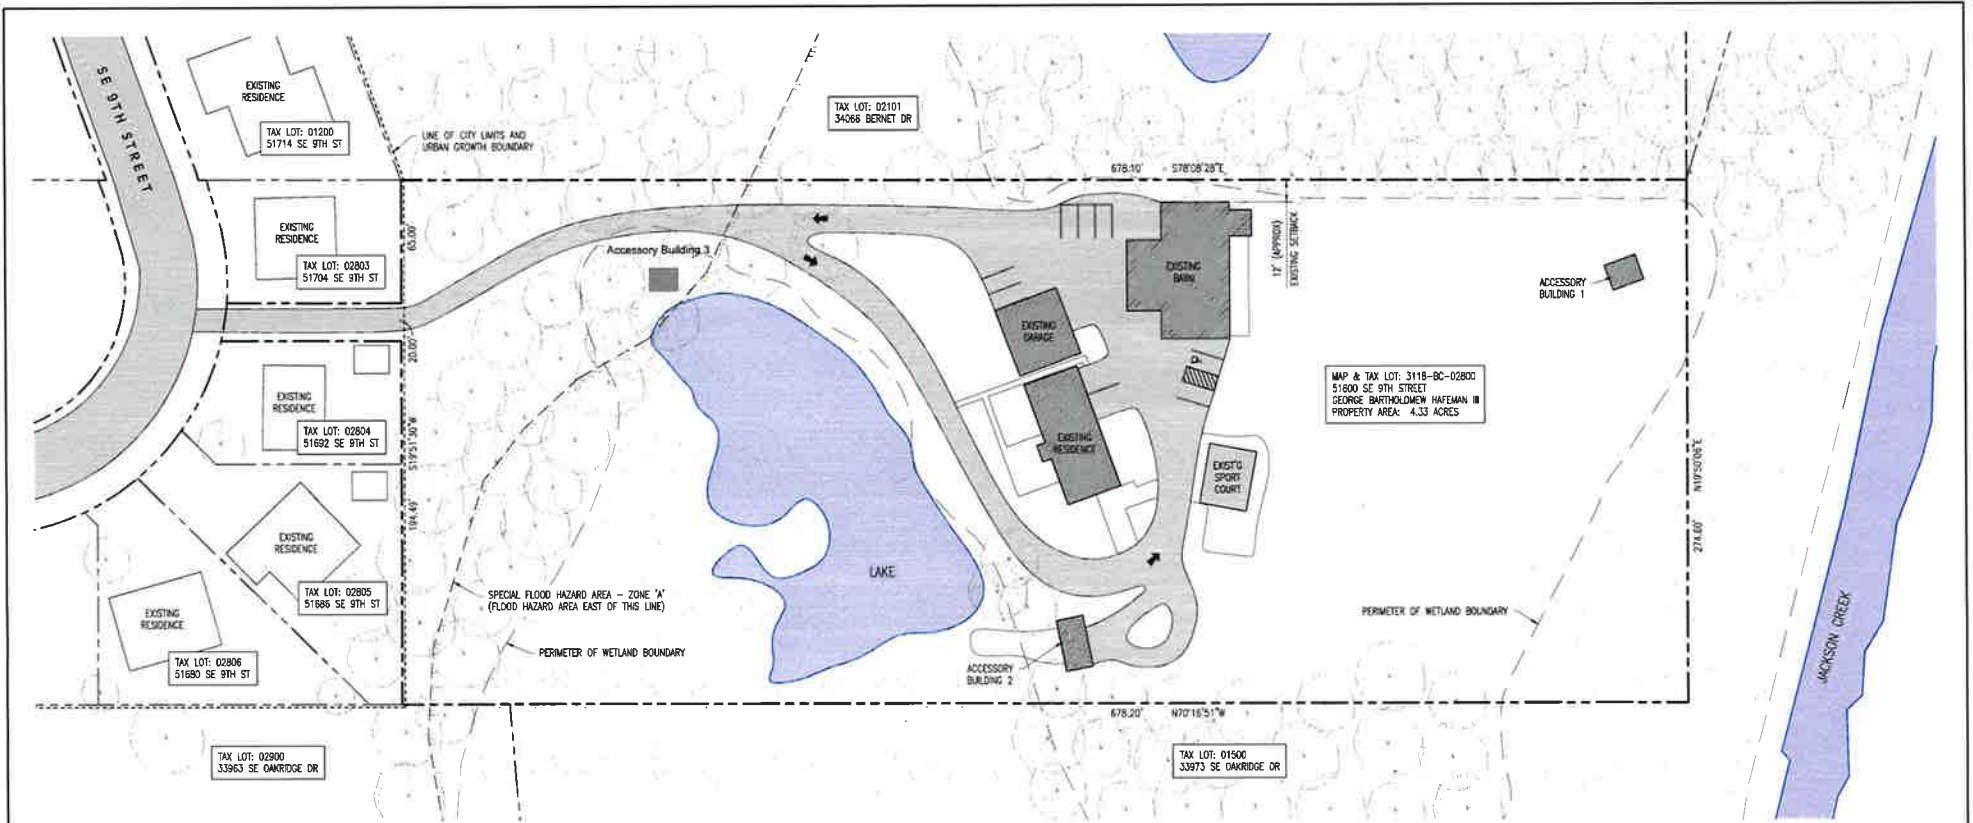 SE 9TH STREET
EXISTING
RESIDENCE
TAX LOT: 01200
51714 SE 9TH ST
LINE OF CITY LIMITS AND
URBAN GROWTH BOUNDARY
TAX LOT: 02101
34066 BERNET DR
678.10'
S78°08'28"E
EXISTING
RESIDENCE
TAX LOT: 02803
51704 SE 9TH ST
65.00'
Accessory Building 3
12' (APPROX)
EXISTING SETBACK
EXISTING
BARN
ACCESSORY
BUILDING 1
EXISTING
GARAGE
20.00'
EXISTING
RESIDENCE
TAX LOT: 02804
51692 SE 9TH ST
S19°51'30"W
194.49'
MAP & TAX LOT: 3118-BC-02800
51600 SE 9TH STREET
GEORGE BARTHOLOMEW HAFEMAN III
PROPERTY AREA: 4.33 ACRES
EXISTING
RESIDENCE
EXIST'G
SPORT
COURT
N19°50'06"E
274.60'
EXISTING
RESIDENCE
TAX LOT: 02805
51686 SE 9TH ST
LAKE
SPECIAL FLOOD HAZARD AREA - ZONE 'A'
(FLOOD HAZARD AREA EAST OF THIS LINE)
PERIMETER OF WETLAND BOUNDARY
EXISTING
RESIDENCE
TAX LOT: 02806
51680 SE 9TH ST
PERIMETER OF WETLAND BOUNDARY
JACKSON CREEK
ACCESSORY
BUILDING 2
678.20'
N70°16'51"W
TAX LOT: 02900
33963 SE OAKRIDGE DR
TAX LOT: 01500
33973 SE OAKRIDGE DR